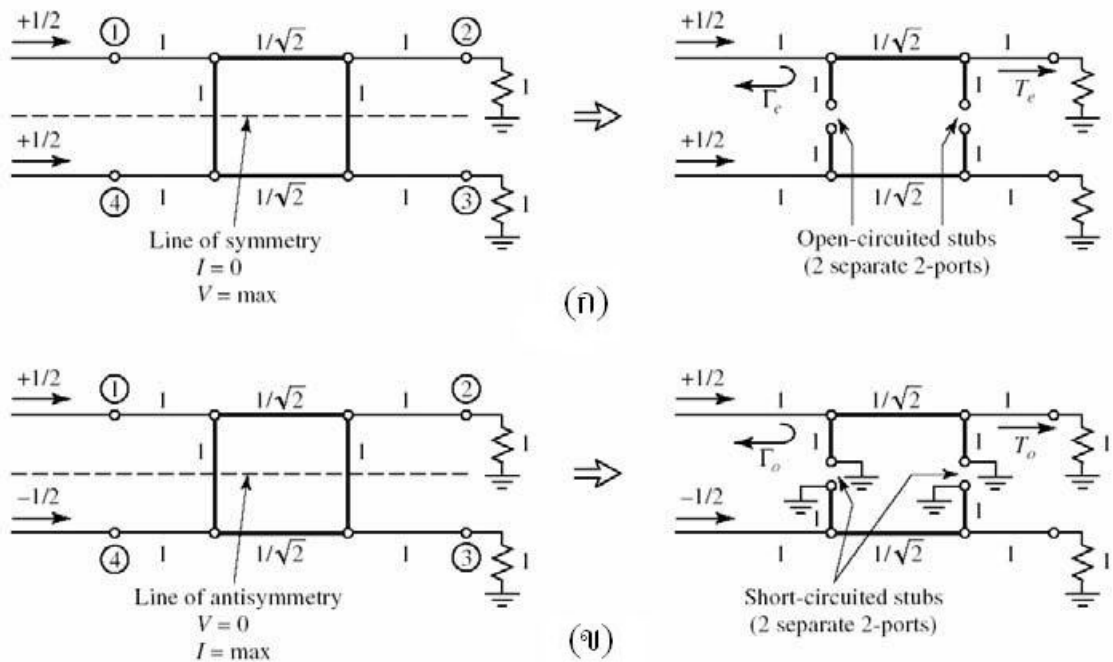 +1/2 ① 1 1/√2 1 ②
1 1 1
+1/2
④ 1 1/√2 1 ③
1
Line of symmetry
I = 0
V = max
⇒
+1/2 1 1/√2 1
Γe 1 1 Te 1
+1/2 1 1
1 1/√2 1
1
Open-circuited stubs
(2 separate 2-ports)
(ก)
+1/2 ① 1 1/√2 1 ②
1 1
−1/2
④ 1 1/√2 1 ③
1
Line of antisymmetry
V = 0
I = max
⇒
+1/2 1 1/√2 1
Γo 1 1 To 1
−1/2 1 1
1 1/√2 1
1
Short-circuited stubs
(2 separate 2-ports)
(ข)